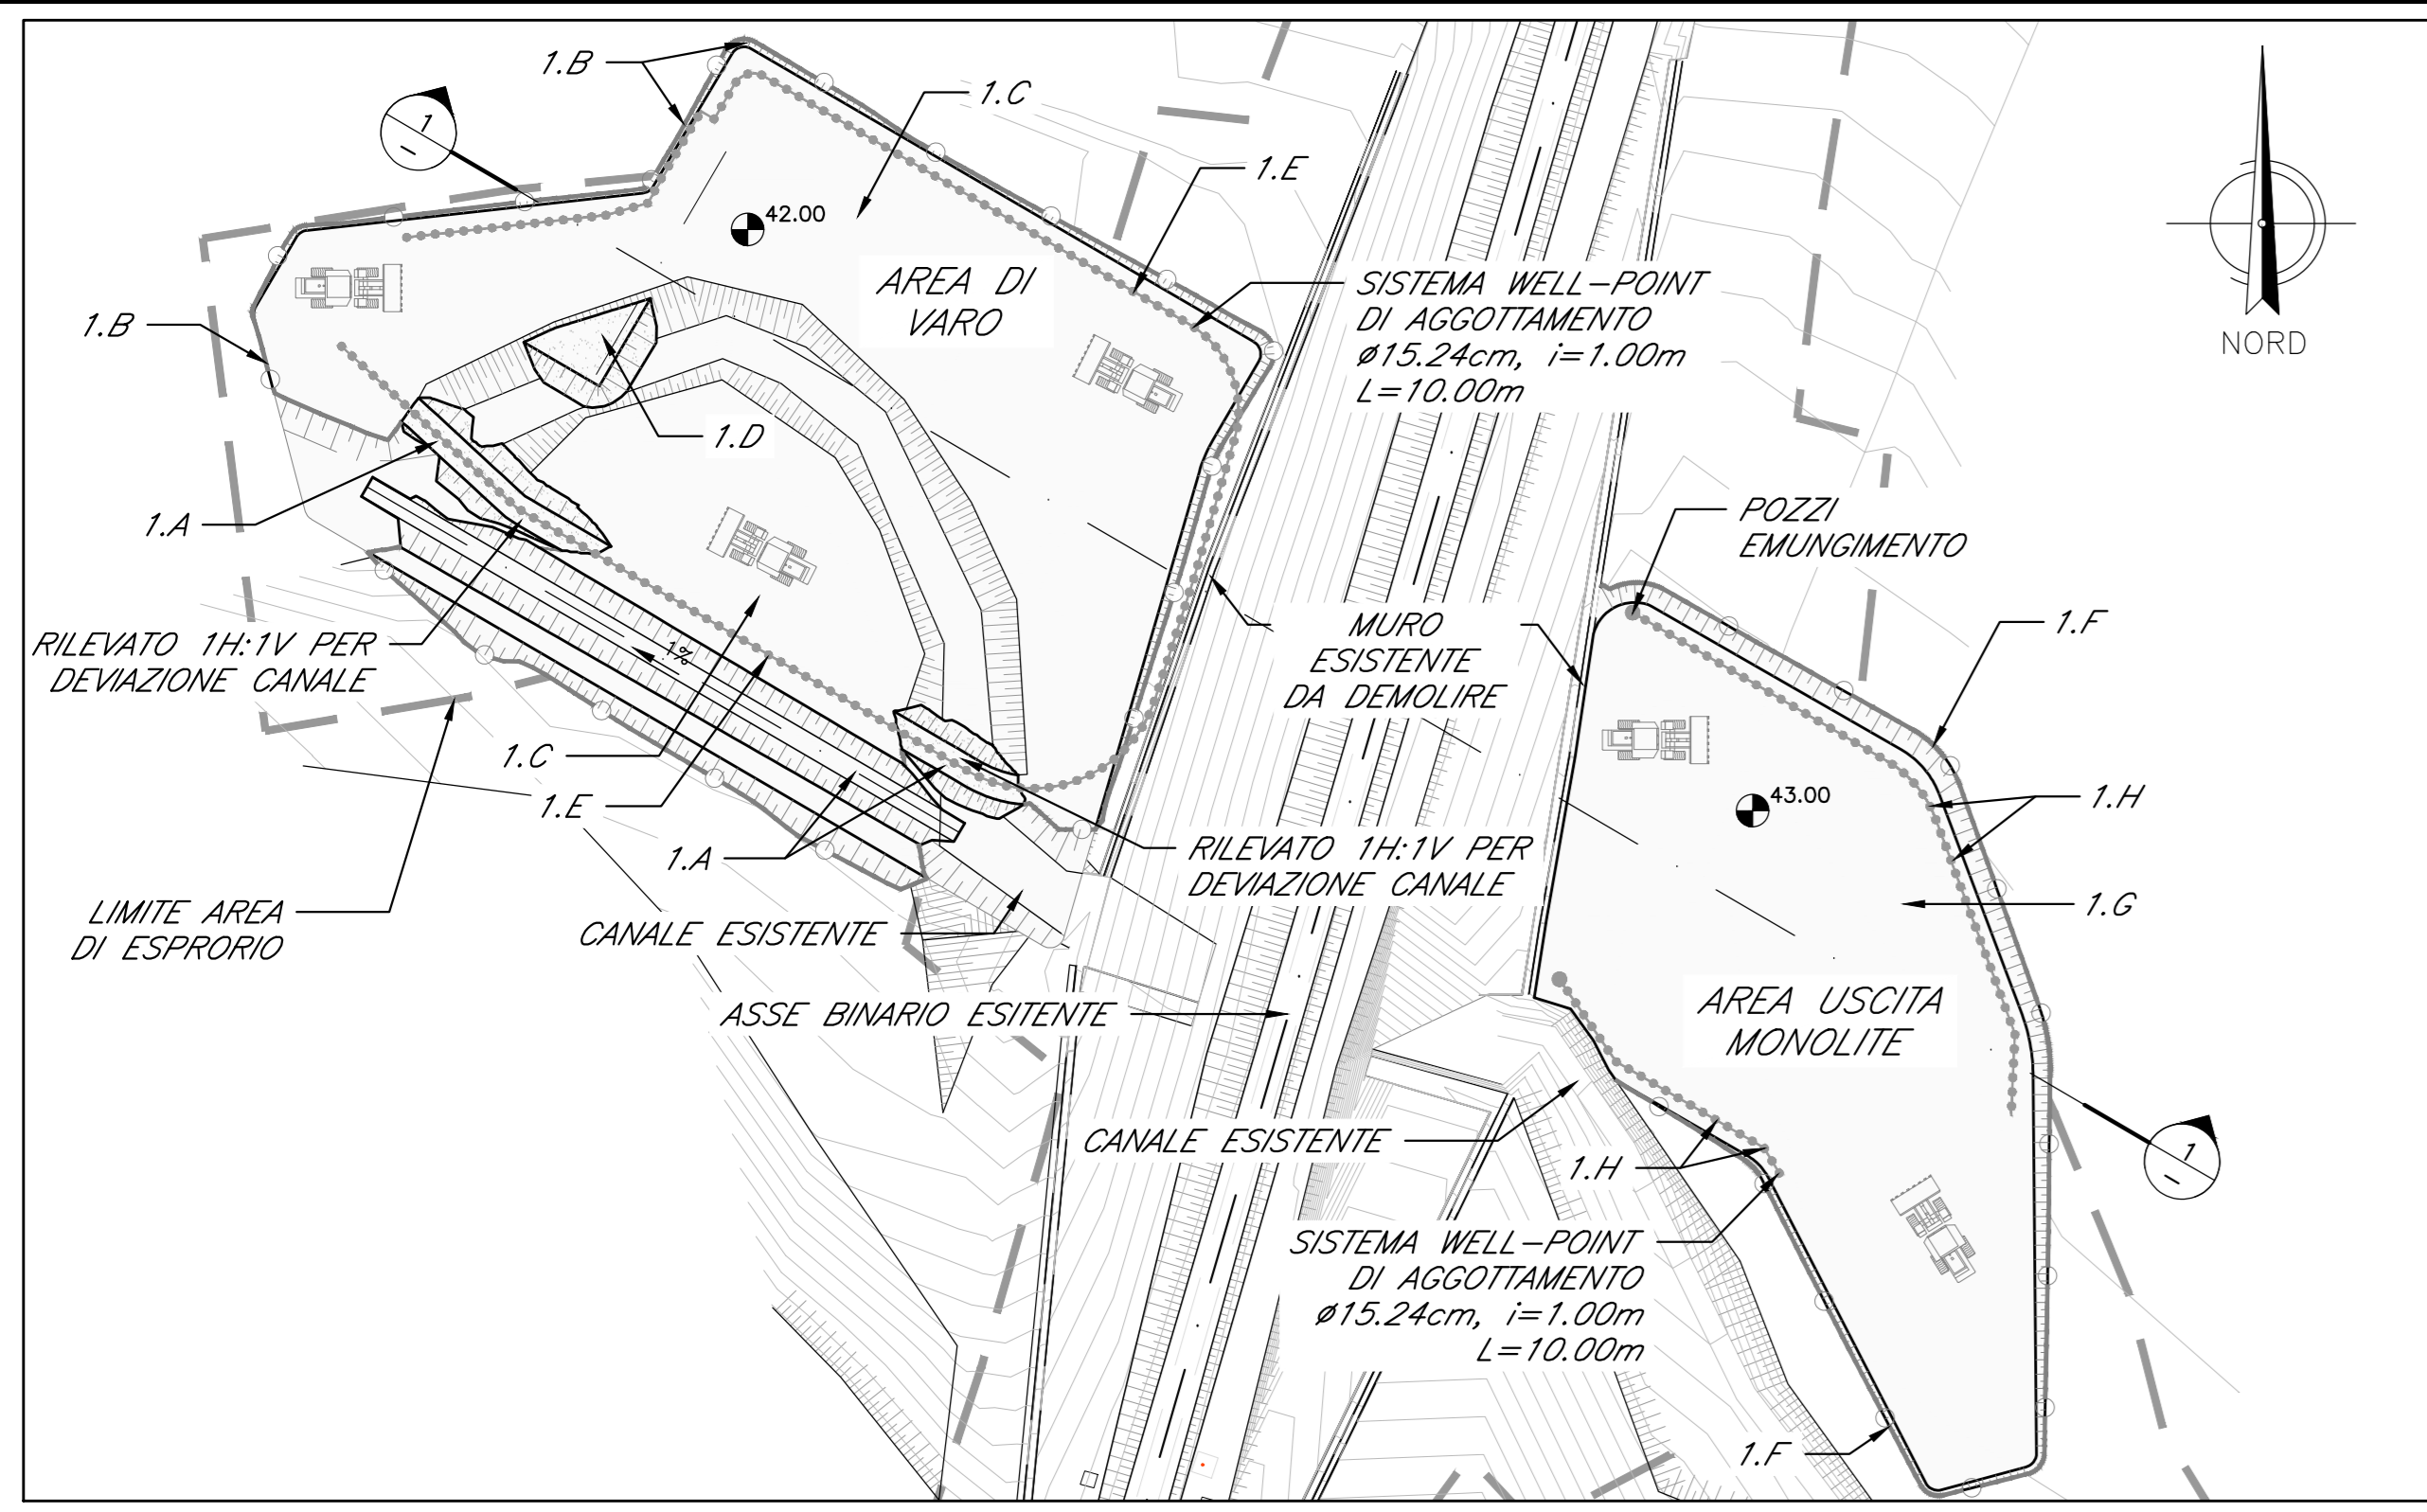 1.B
1.C
1
1.E
42.00
AREA DI
VARO
SISTEMA WELL-POINT
DI AGGOTTAMENTO
ø15.24cm, i=1.00m
L=10.00m
NORD
1.B
1.D
1.A
POZZI
EMUNGIMENTO
RILEVATO 1H:1V PER
DEVIAZIONE CANALE
1%
MURO
ESISTENTE
DA DEMOLIRE
1.F
1.C
1.E
1.A
43.00
1.H
RILEVATO 1H:1V PER
DEVIAZIONE CANALE
1.G
LIMITE AREA
DI ESPRORIO
CANALE ESISTENTE
ASSE BINARIO ESITENTE
AREA USCITA
MONOLITE
CANALE ESISTENTE
1.H
1
SISTEMA WELL-POINT
DI AGGOTTAMENTO
ø15.24cm, i=1.00m
L=10.00m
1.F